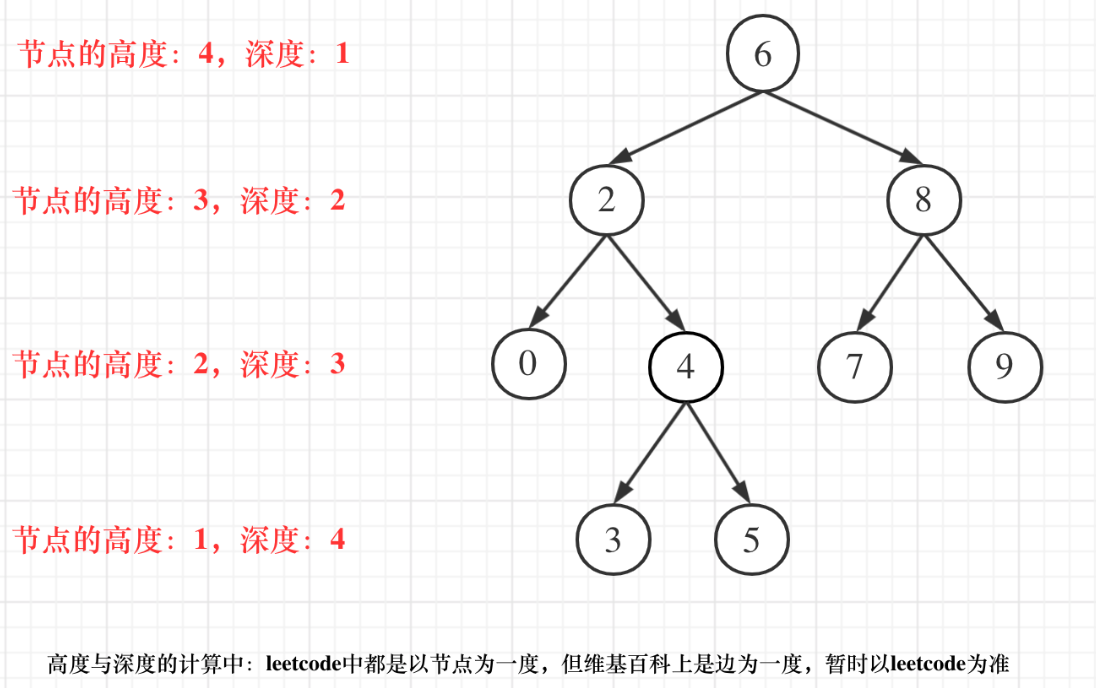 节点的高度：4，深度：1
6
节点的高度：3，深度：2
2
8
节点的高度：2，深度：3
0
4
7
9
节点的高度：1，深度：4
3
5
高度与深度的计算中：leetcode中都是以节点为一度，但维基百科上是边为一度，暂时以leetcode为准